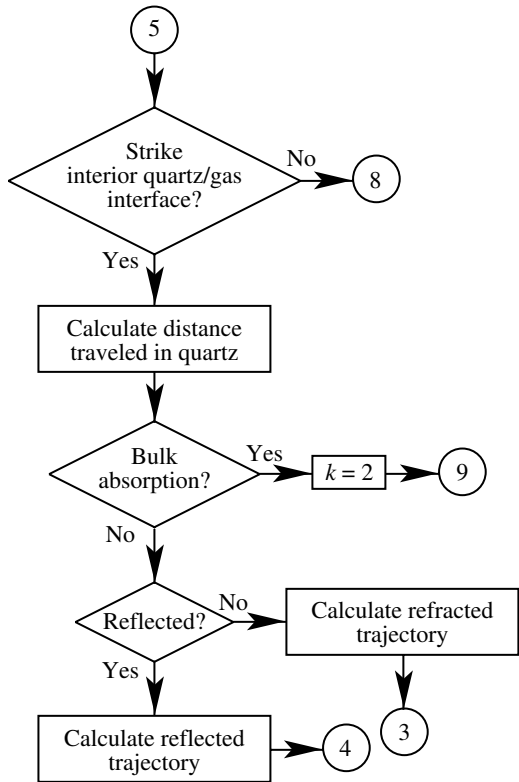 5
Strike
interior quartz/gas
interface?
No
8
Yes
Calculate distance
traveled in quartz
Bulk
absorption?
Yes
k = 2
9
No
Reflected?
No
Calculate refracted
trajectory
Yes
3
Calculate reflected
trajectory
4